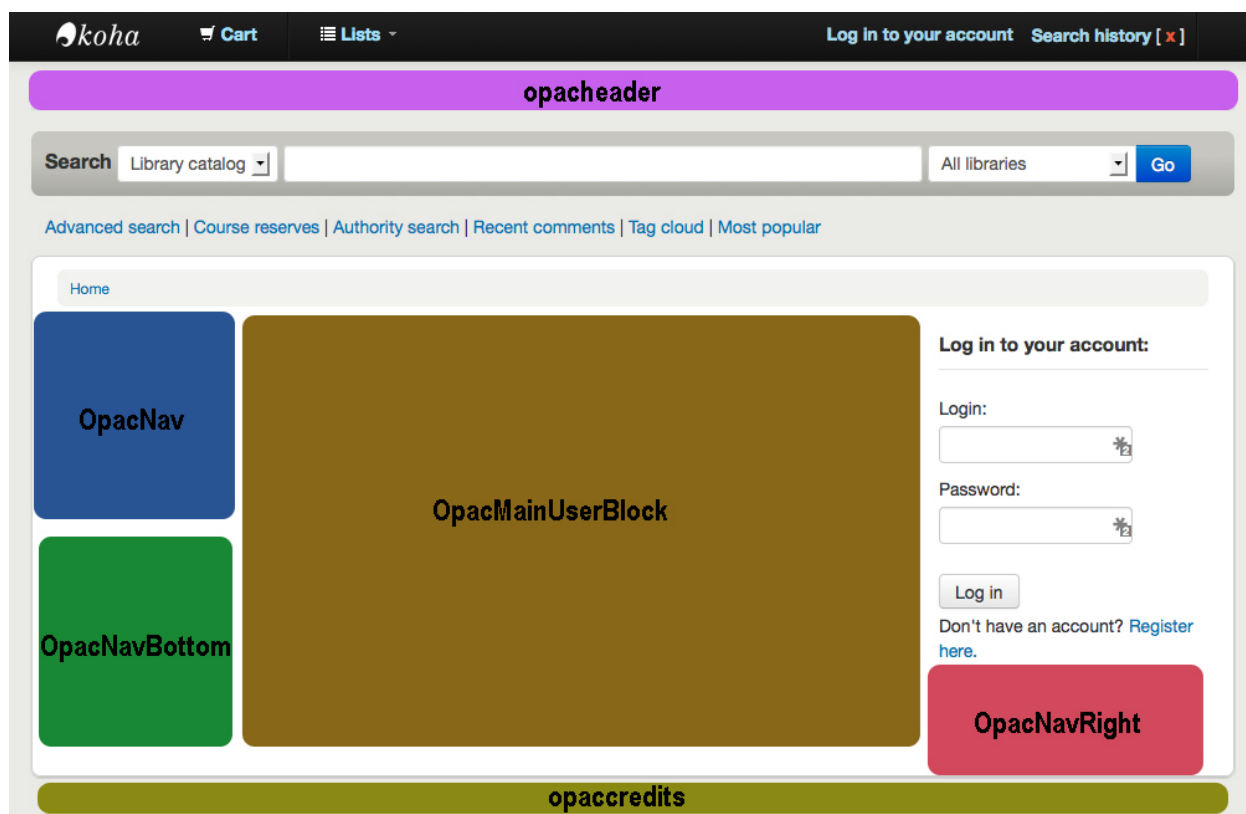 koha Cart Lists Log in to your account Search history [ x ]
opacheader
Search Library catalog All libraries Go
Advanced search | Course reserves | Authority search | Recent comments | Tag cloud | Most popular
Home
Log in to your account:
OpacNav
Login:
2
Password:
OpacMainUserBlock
2
Log in
Don't have an account? Register
OpacNavBottom
here.
OpacNavRight
opaccredits